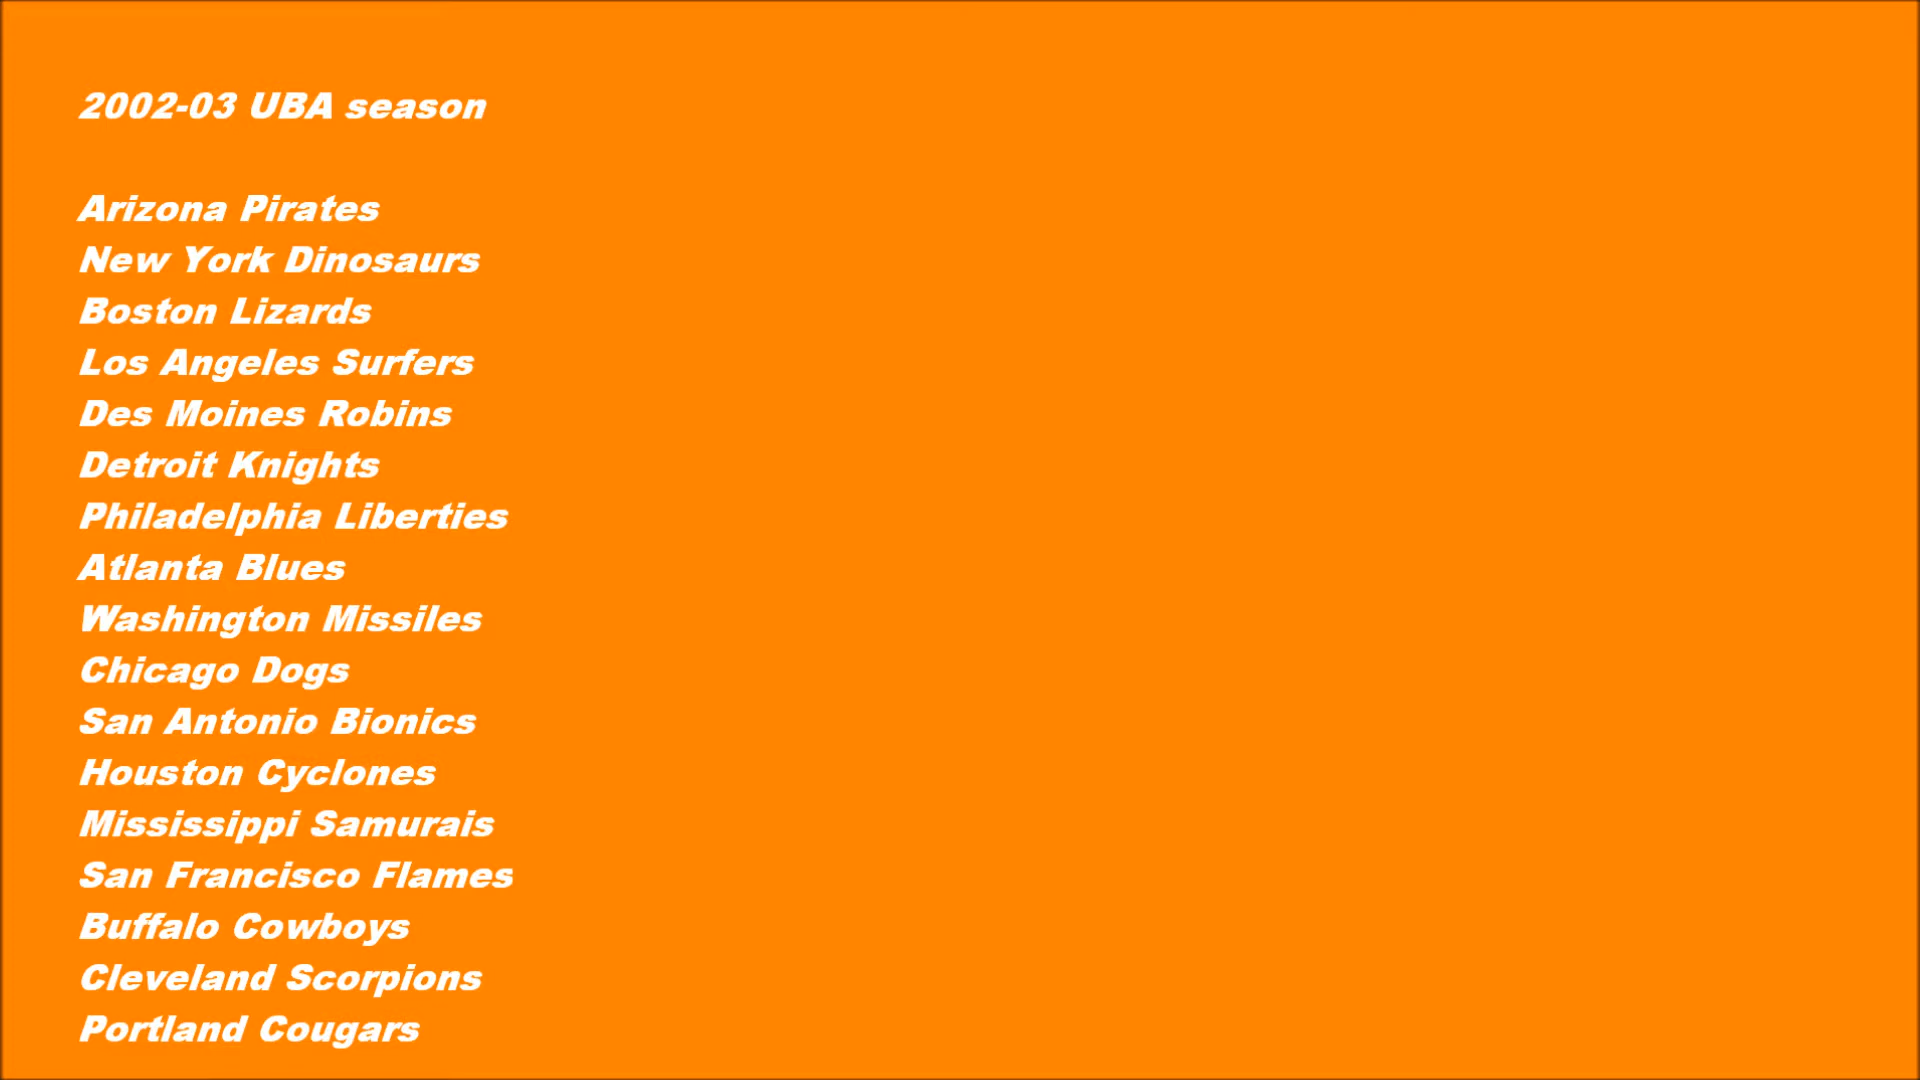 2002-03 UBA season
Arizona Pirates
New York Dinosaurs
Boston Lizards
Los Angeles Surfers
Des Moines Robins
Detroit Knights
Philadelphia Liberties
Atlanta Blues
Washington Missiles
Chicago Dogs
San Antonio Bionics
Houston Cyclones
Mississippi Samurais
San Francisco Flames
Buffalo Cowboys
Cleveland Scorpions
Portland Cougars